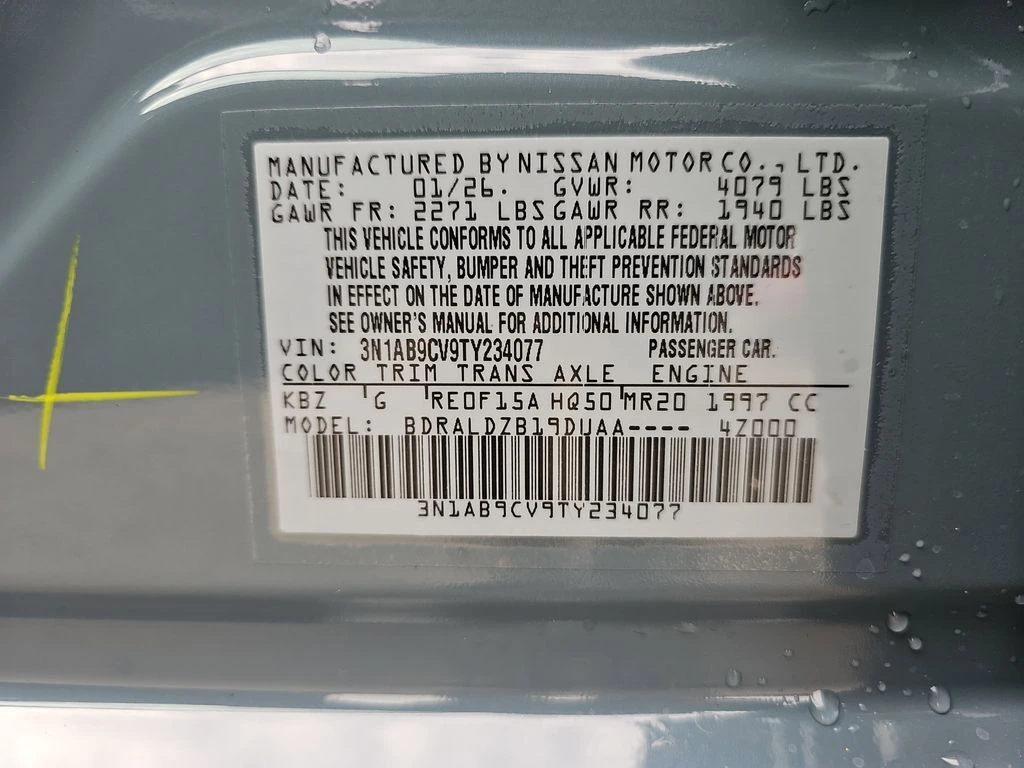 MANUFACTURED BY NISSAN MOTOR CO., LTD.
DATE: 01/26. GVWR: 4079 LBS
GAWR FR: 2271 LBS GAWR RR: 1940 LBS
THIS VEHICLE CONFORMS TO ALL APPLICABLE FEDERAL MOTOR
VEHICLE SAFETY, BUMPER AND THEFT PREVENTION STANDARDS
IN EFFECT ON THE DATE OF MANUFACTURE SHOWN ABOVE.
SEE OWNER'S MANUAL FOR ADDITIONAL INFORMATION.
VIN: 3N1AB9CV9TY234077 PASSENGER CAR.
COLOR TRIM TRANS AXLE ENGINE
KBZ G RE0F15A HQ50 MR20 1997 CC
MODEL: BDRALDZB19DUAA---- 4Z000
3N1AB9CV9TY234077